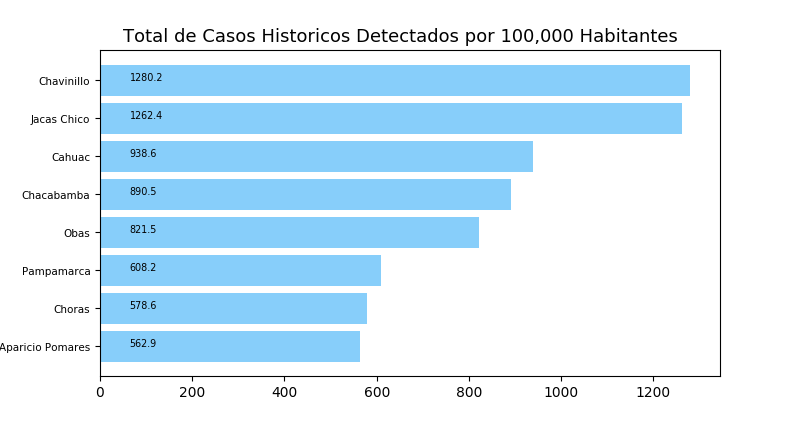 Total de Casos Historicos Detectados por 100,000 Habitantes
Chavinillo 1280.2
Jacas Chico 1262.4
Cahuac 938.6
Chacabamba 890.5
Obas 821.5
Pampamarca 608.2
Choras 578.6
Aparicio Pomares 562.9
0 200 400 600 800 1000 1200